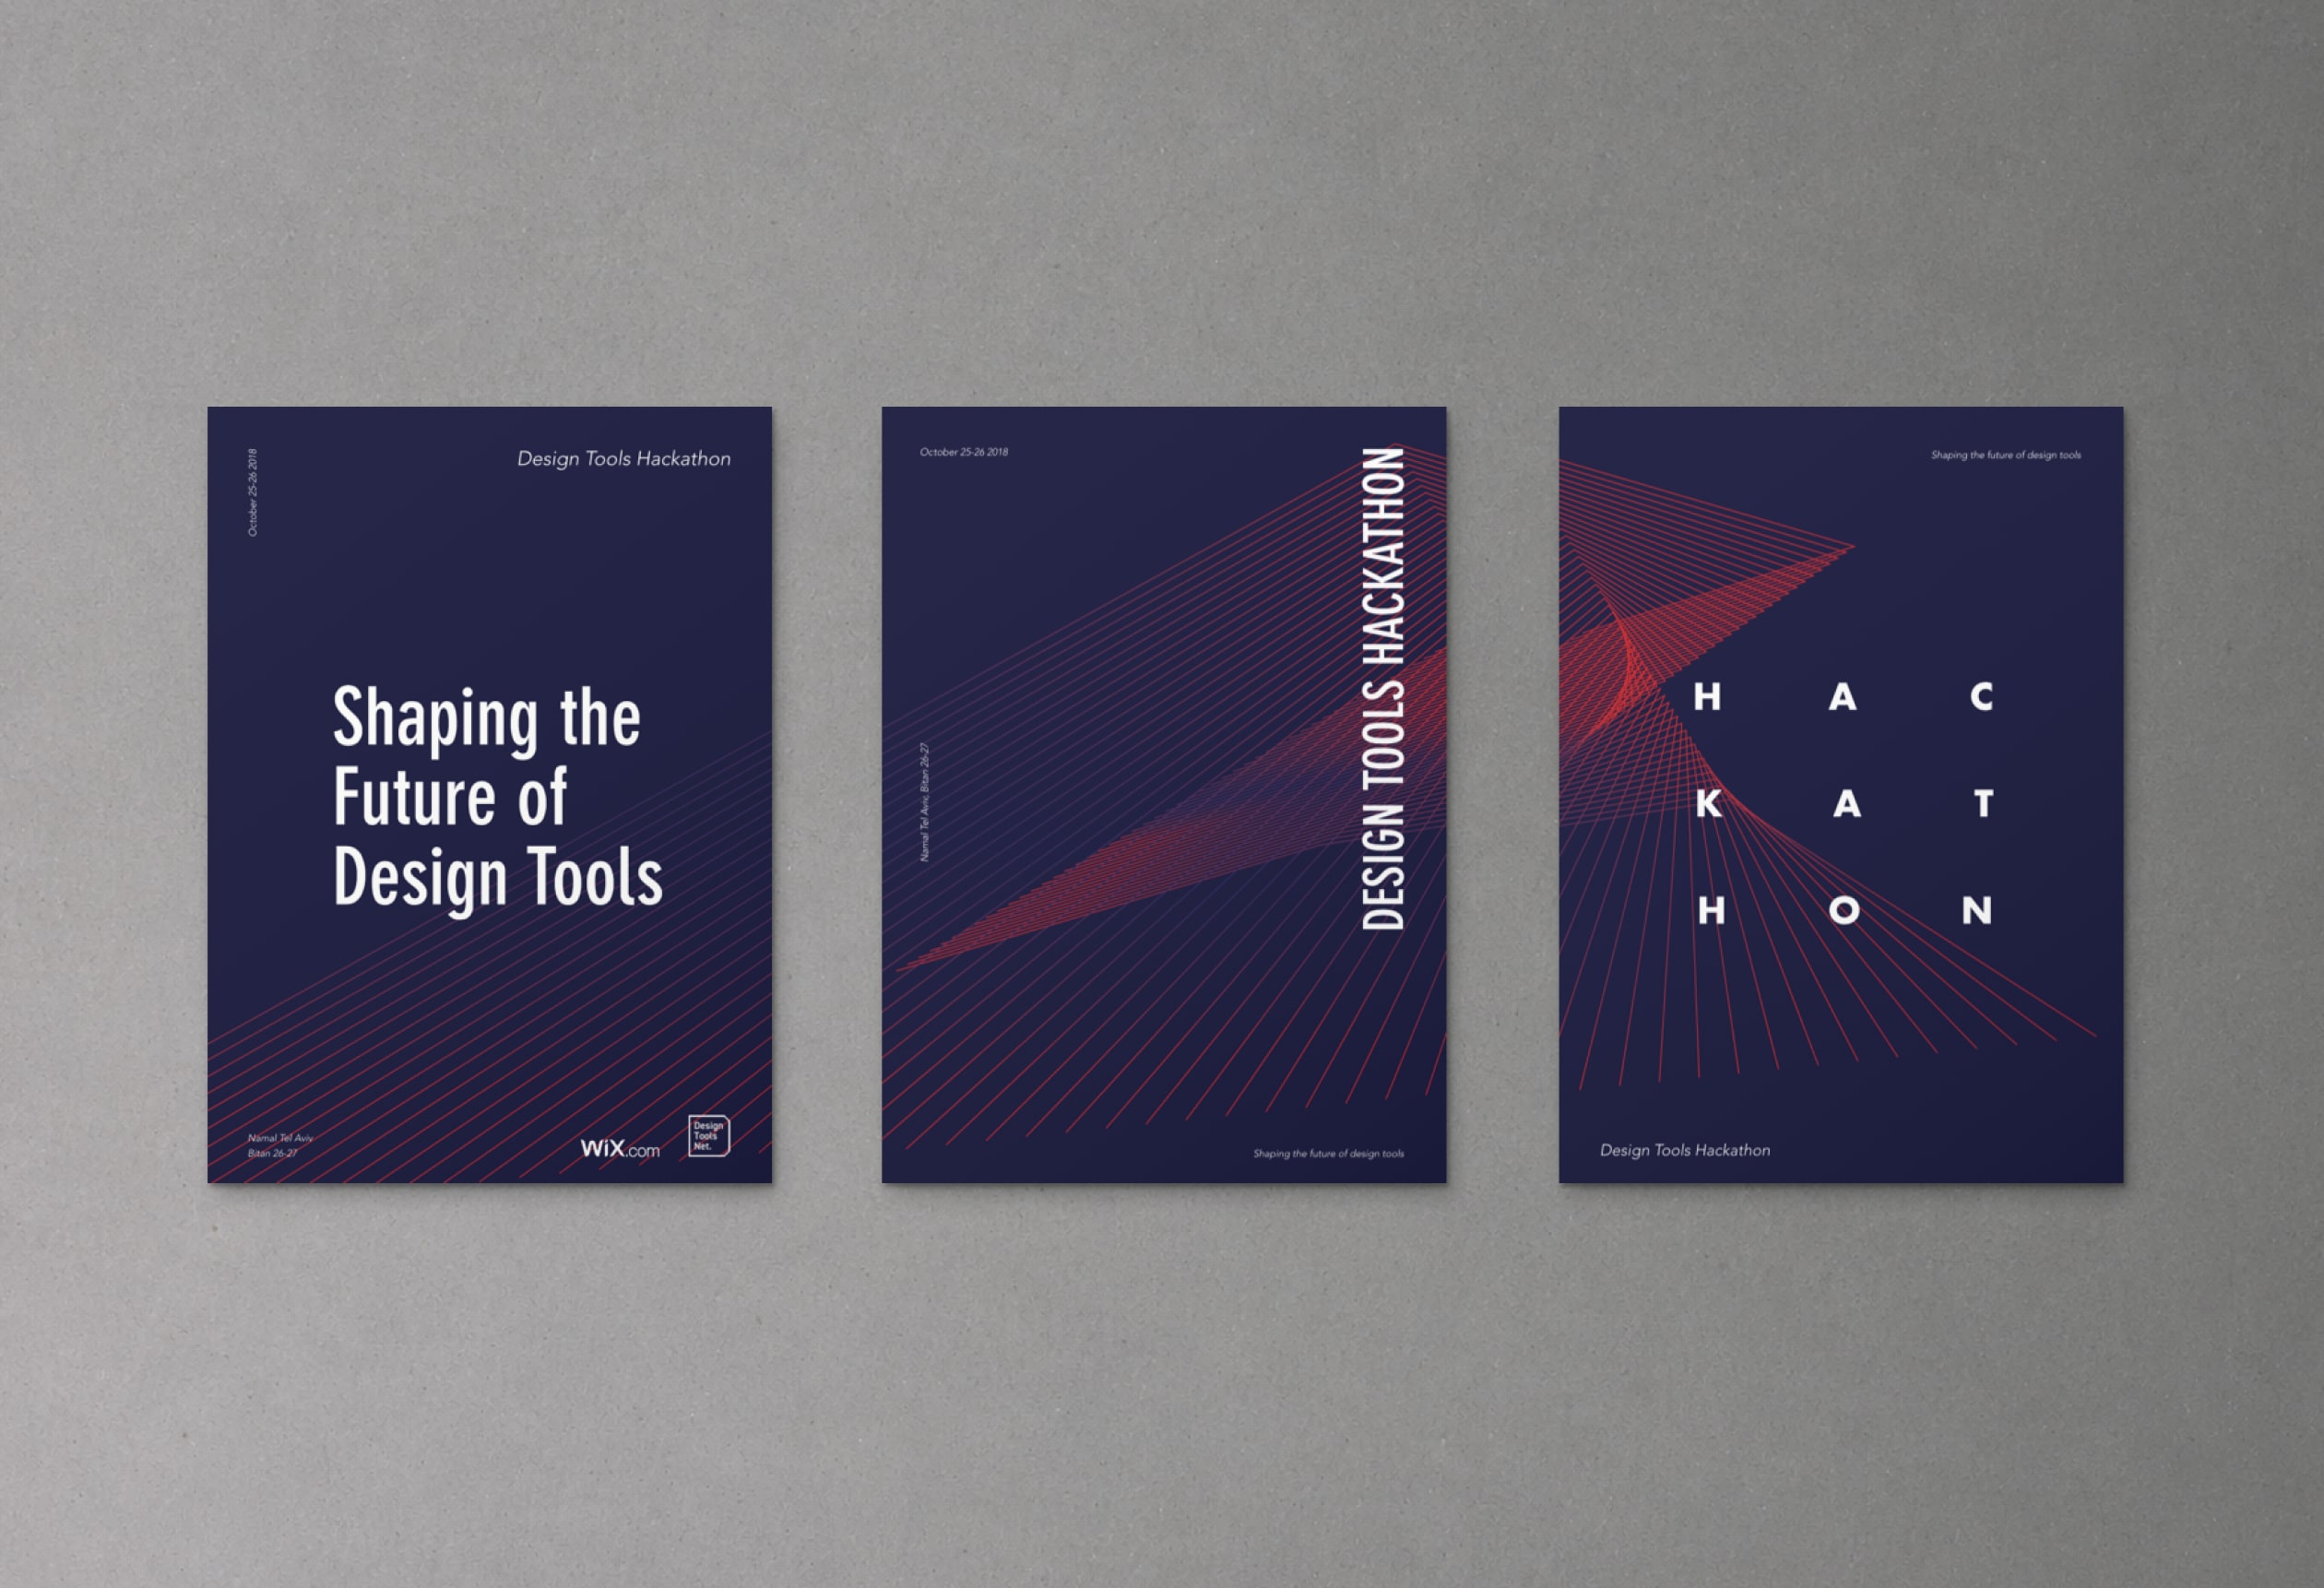 October 25-26 2018
Design Tools Hackathon
Shaping the
Future of
Design Tools
Namal Tel Aviv
Bitan 26-27
WiX.com
Design
Tools
Net.
October 25-26 2018
DESIGN TOOLS HACKATHON
Namal Tel Aviv, Bitan 26-27
Shaping the future of design tools
Shaping the future of design tools
H A C
K A T
H O N
Design Tools Hackathon